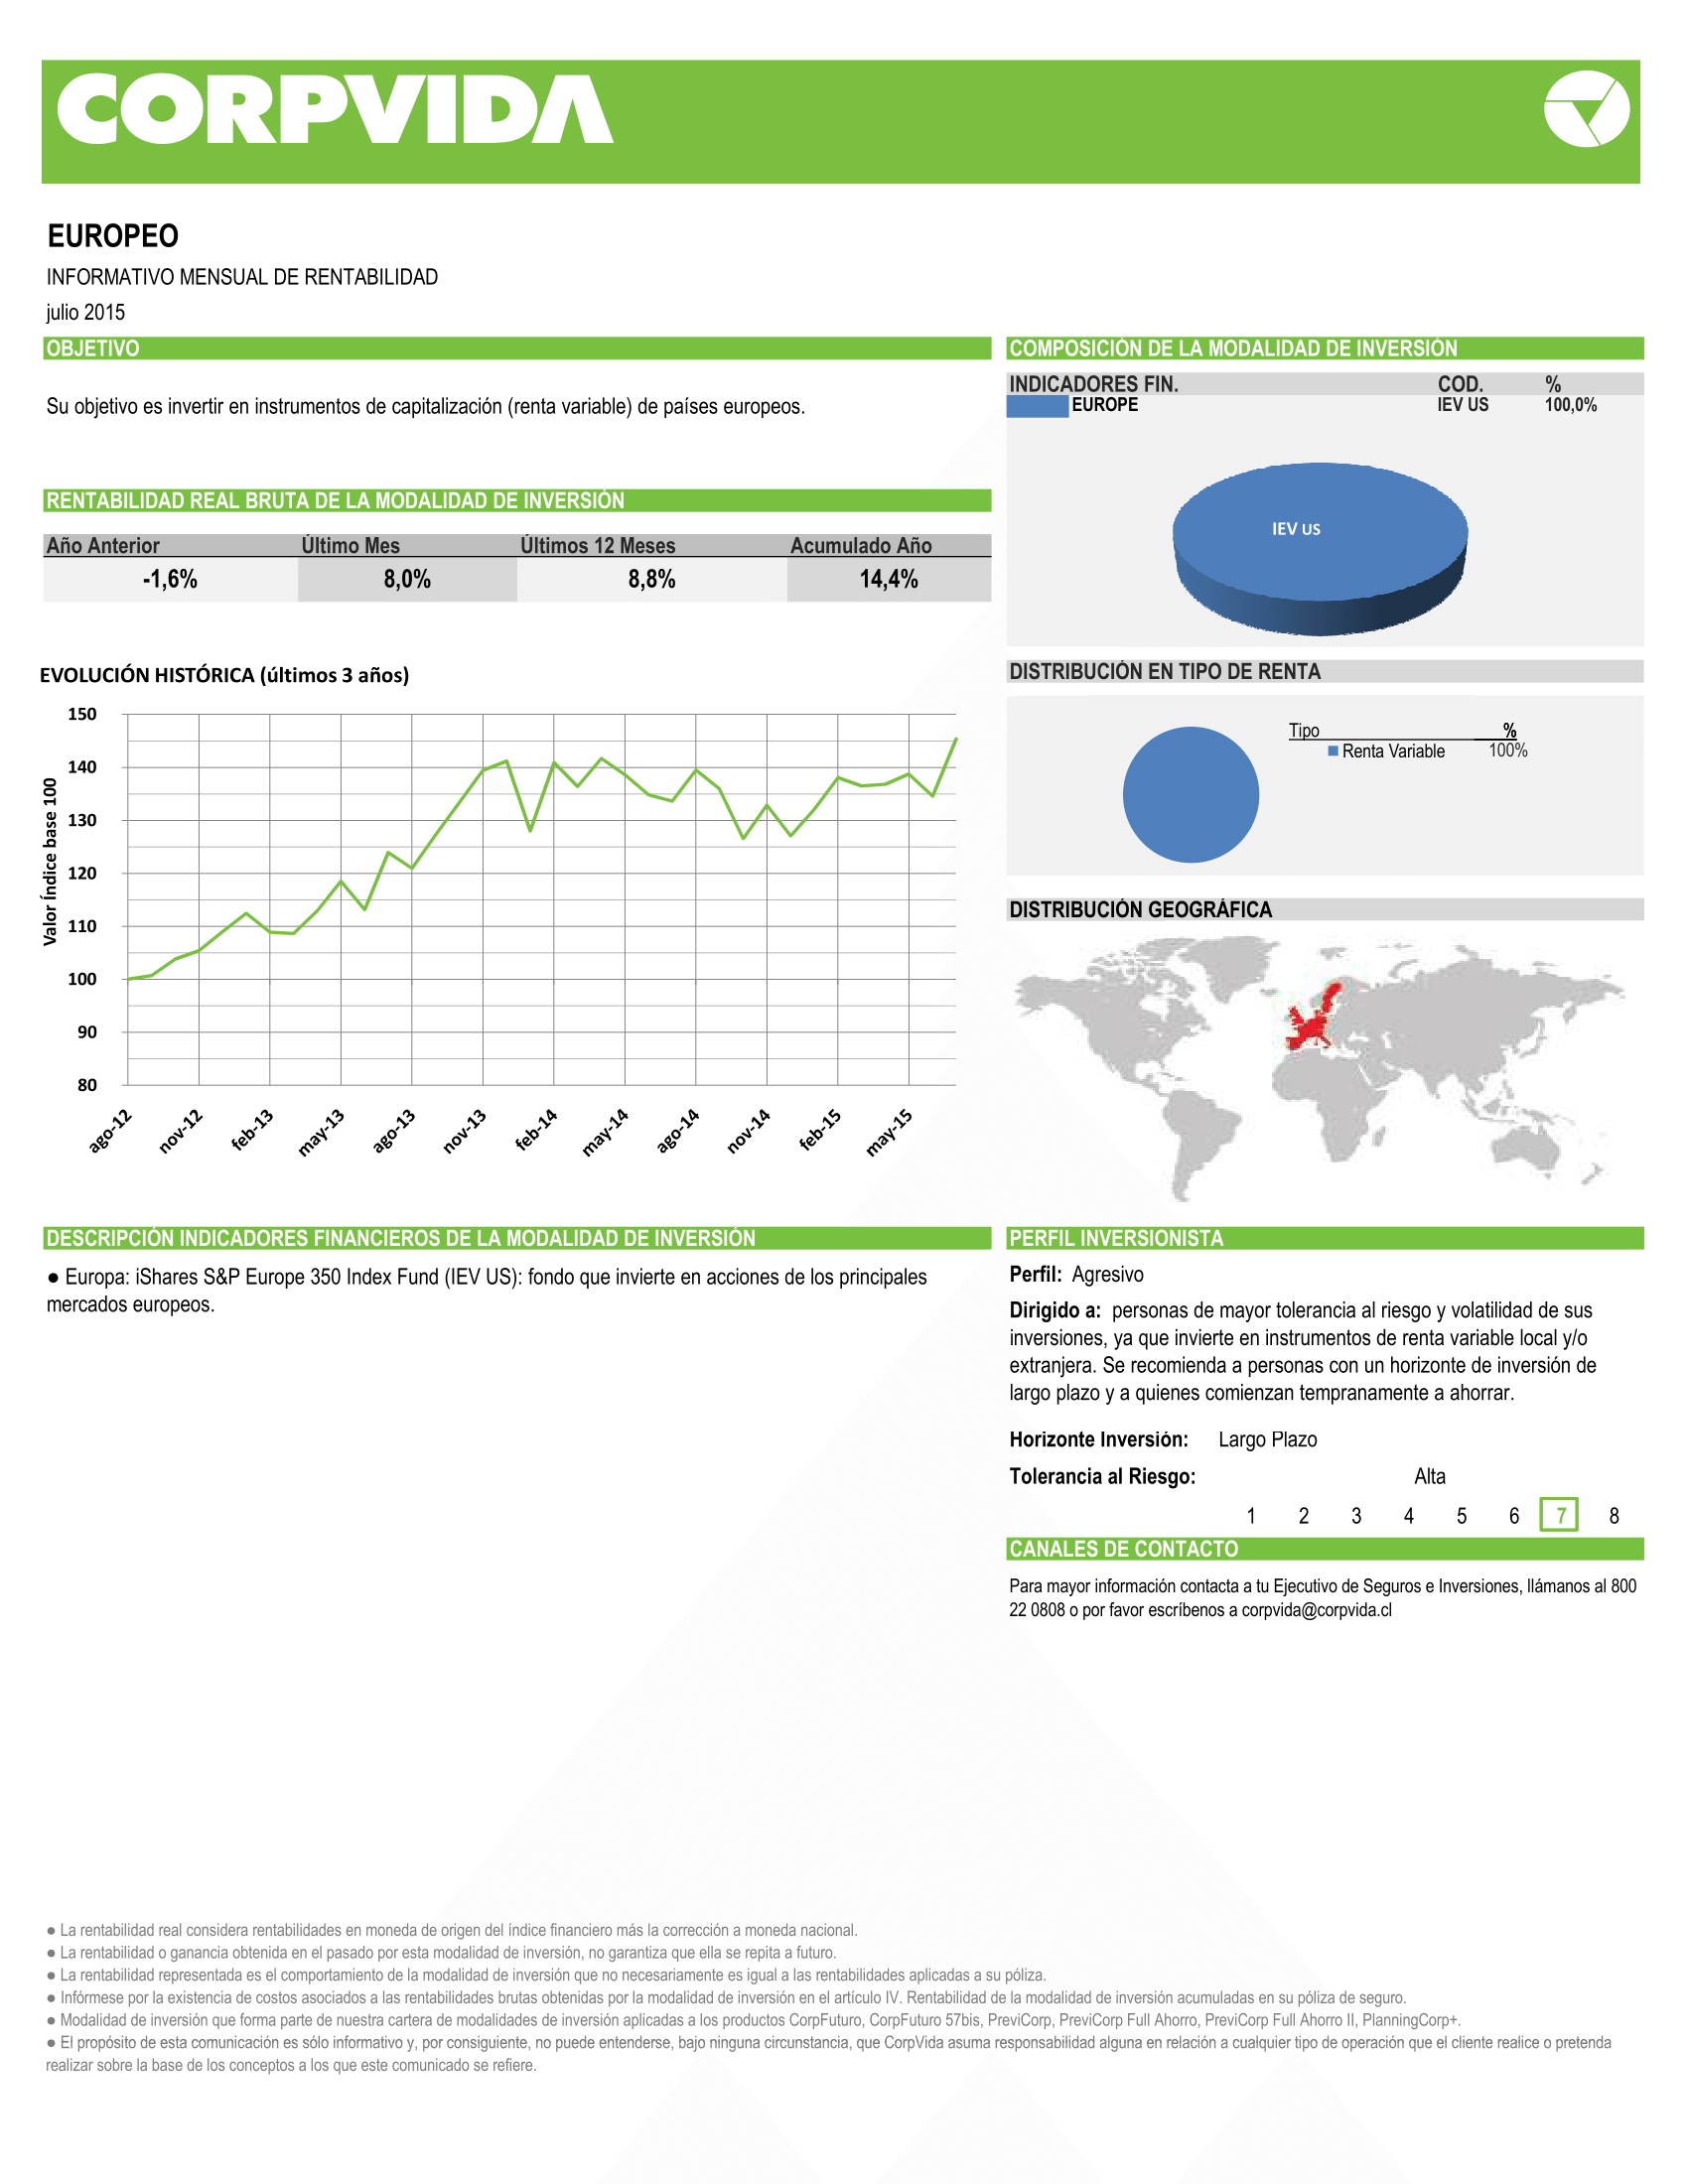 CORPVIDA
EUROPEO
INFORMATIVO MENSUAL DE RENTABILIDAD
julio 2015
OBJETIVO
Su objetivo es invertir en instrumentos de capitalización (renta variable) de países europeos.
RENTABILIDAD REAL BRUTA DE LA MODALIDAD DE INVERSIÓN
Año Anterior Último Mes Últimos 12 Meses Acumulado Año
-1,6% 8,0% 8,8% 14,4%
EVOLUCIÓN HISTÓRICA (últimos 3 años)
Valor Índice base 100
150
140
130
120
110
100
90
80
ago-12 nov-12 feb-13 may-13 ago-13 nov-13 feb-14 may-14 ago-14 nov-14 feb-15 may-15
COMPOSICIÓN DE LA MODALIDAD DE INVERSIÓN
INDICADORES FIN. COD. %
EUROPE IEV US 100,0%
IEV US
DISTRIBUCIÓN EN TIPO DE RENTA
Tipo %
Renta Variable 100%
DISTRIBUCIÓN GEOGRÁFICA
DESCRIPCIÓN INDICADORES FINANCIEROS DE LA MODALIDAD DE INVERSIÓN
● Europa: iShares S&P Europe 350 Index Fund (IEV US): fondo que invierte en acciones de los principales
mercados europeos.
PERFIL INVERSIONISTA
Perfil: Agresivo
Dirigido a: personas de mayor tolerancia al riesgo y volatilidad de sus
inversiones, ya que invierte en instrumentos de renta variable local y/o
extranjera. Se recomienda a personas con un horizonte de inversión de
largo plazo y a quienes comienzan tempranamente a ahorrar.
Horizonte Inversión: Largo Plazo
Tolerancia al Riesgo: Alta
1 2 3 4 5 6 7 8
CANALES DE CONTACTO
Para mayor información contacta a tu Ejecutivo de Seguros e Inversiones, llámanos al 800
22 0808 o por favor escríbenos a corpvida@corpvida.cl
● La rentabilidad real considera rentabilidades en moneda de origen del índice financiero más la corrección a moneda nacional.
● La rentabilidad o ganancia obtenida en el pasado por esta modalidad de inversión, no garantiza que ella se repita a futuro.
● La rentabilidad representada es el comportamiento de la modalidad de inversión que no necesariamente es igual a las rentabilidades aplicadas a su póliza.
● Infórmese por la existencia de costos asociados a las rentabilidades brutas obtenidas por la modalidad de inversión en el artículo IV. Rentabilidad de la modalidad de inversión acumuladas en su póliza de seguro.
● Modalidad de inversión que forma parte de nuestra cartera de modalidades de inversión aplicadas a los productos CorpFuturo, CorpFuturo 57bis, PreviCorp, PreviCorp Full Ahorro, PreviCorp Full Ahorro II, PlanningCorp+.
● El propósito de esta comunicación es sólo informativo y, por consiguiente, no puede entenderse, bajo ninguna circunstancia, que CorpVida asuma responsabilidad alguna en relación a cualquier tipo de operación que el cliente realice o pretenda
realizar sobre la base de los conceptos a los que este comunicado se refiere.